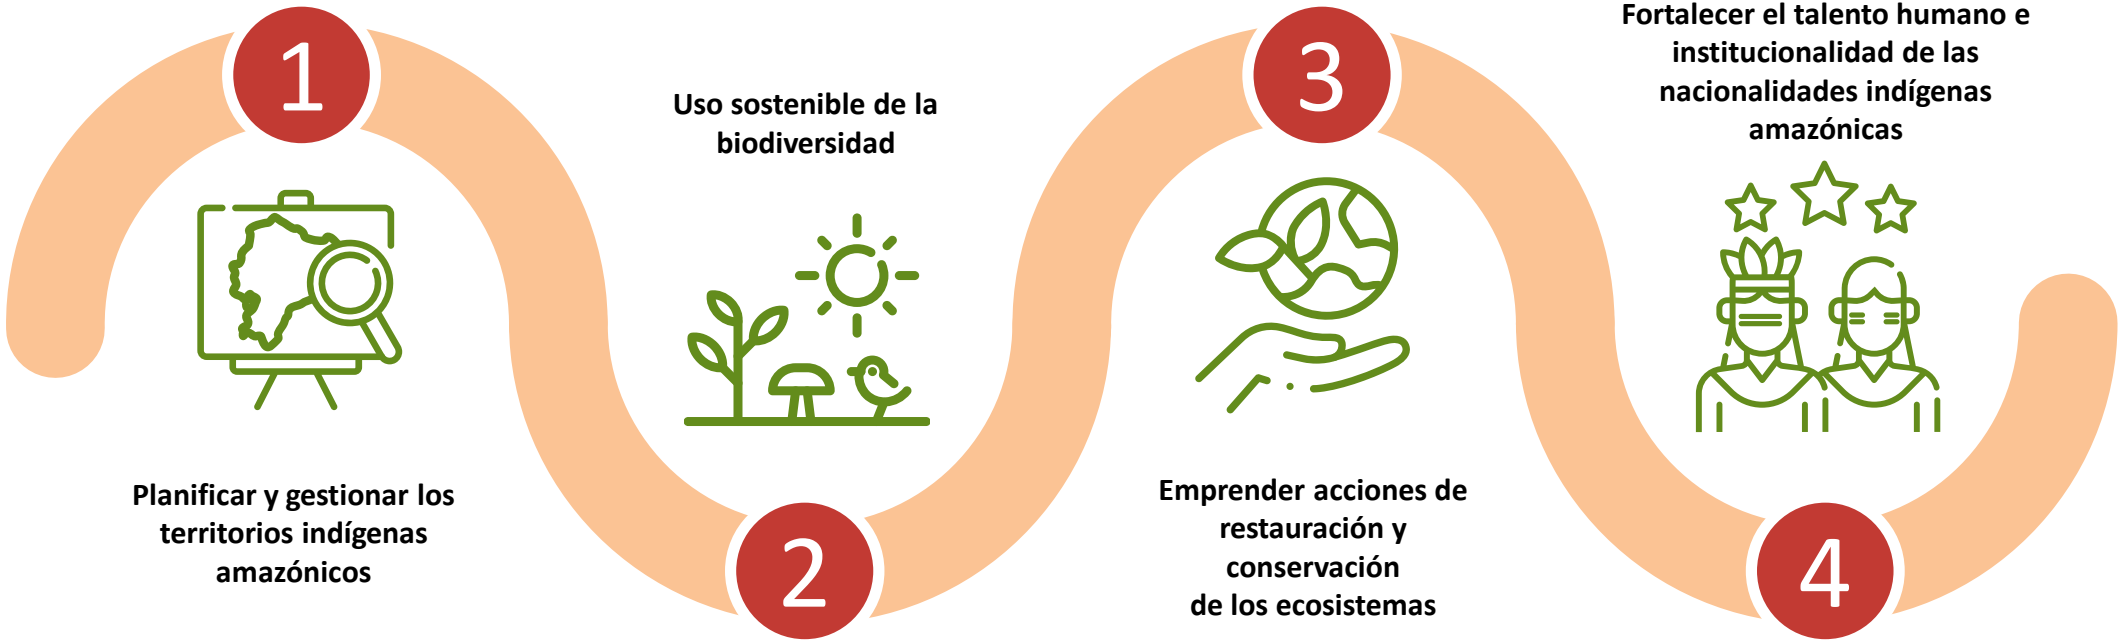 1
Planificar y gestionar los
territorios indígenas
amazónicos
Uso sostenible de la
biodiversidad
2
3
Emprender acciones de
restauración y
conservación
de los ecosistemas
Fortalecer el talento humano e
institucionalidad de las
nacionalidades indígenas
amazónicas
4